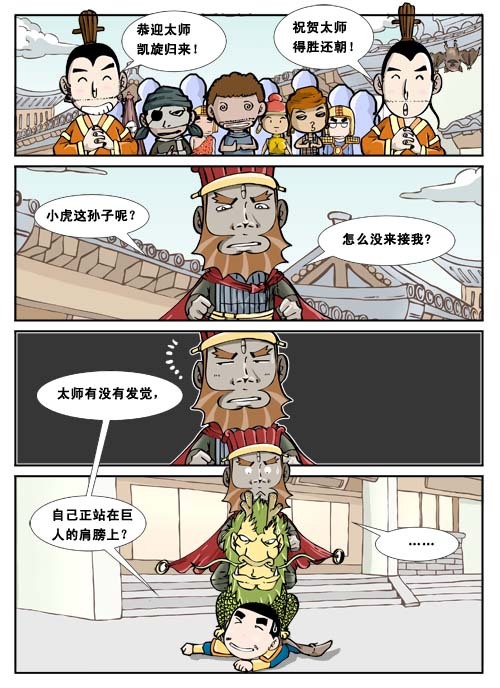 恭迎太师
凯旋归来！
祝贺太师
得胜还朝！
小虎这孙子呢？
怎么没来接我？
太师有没有发觉，
自己正站在巨
人的肩膀上？
……